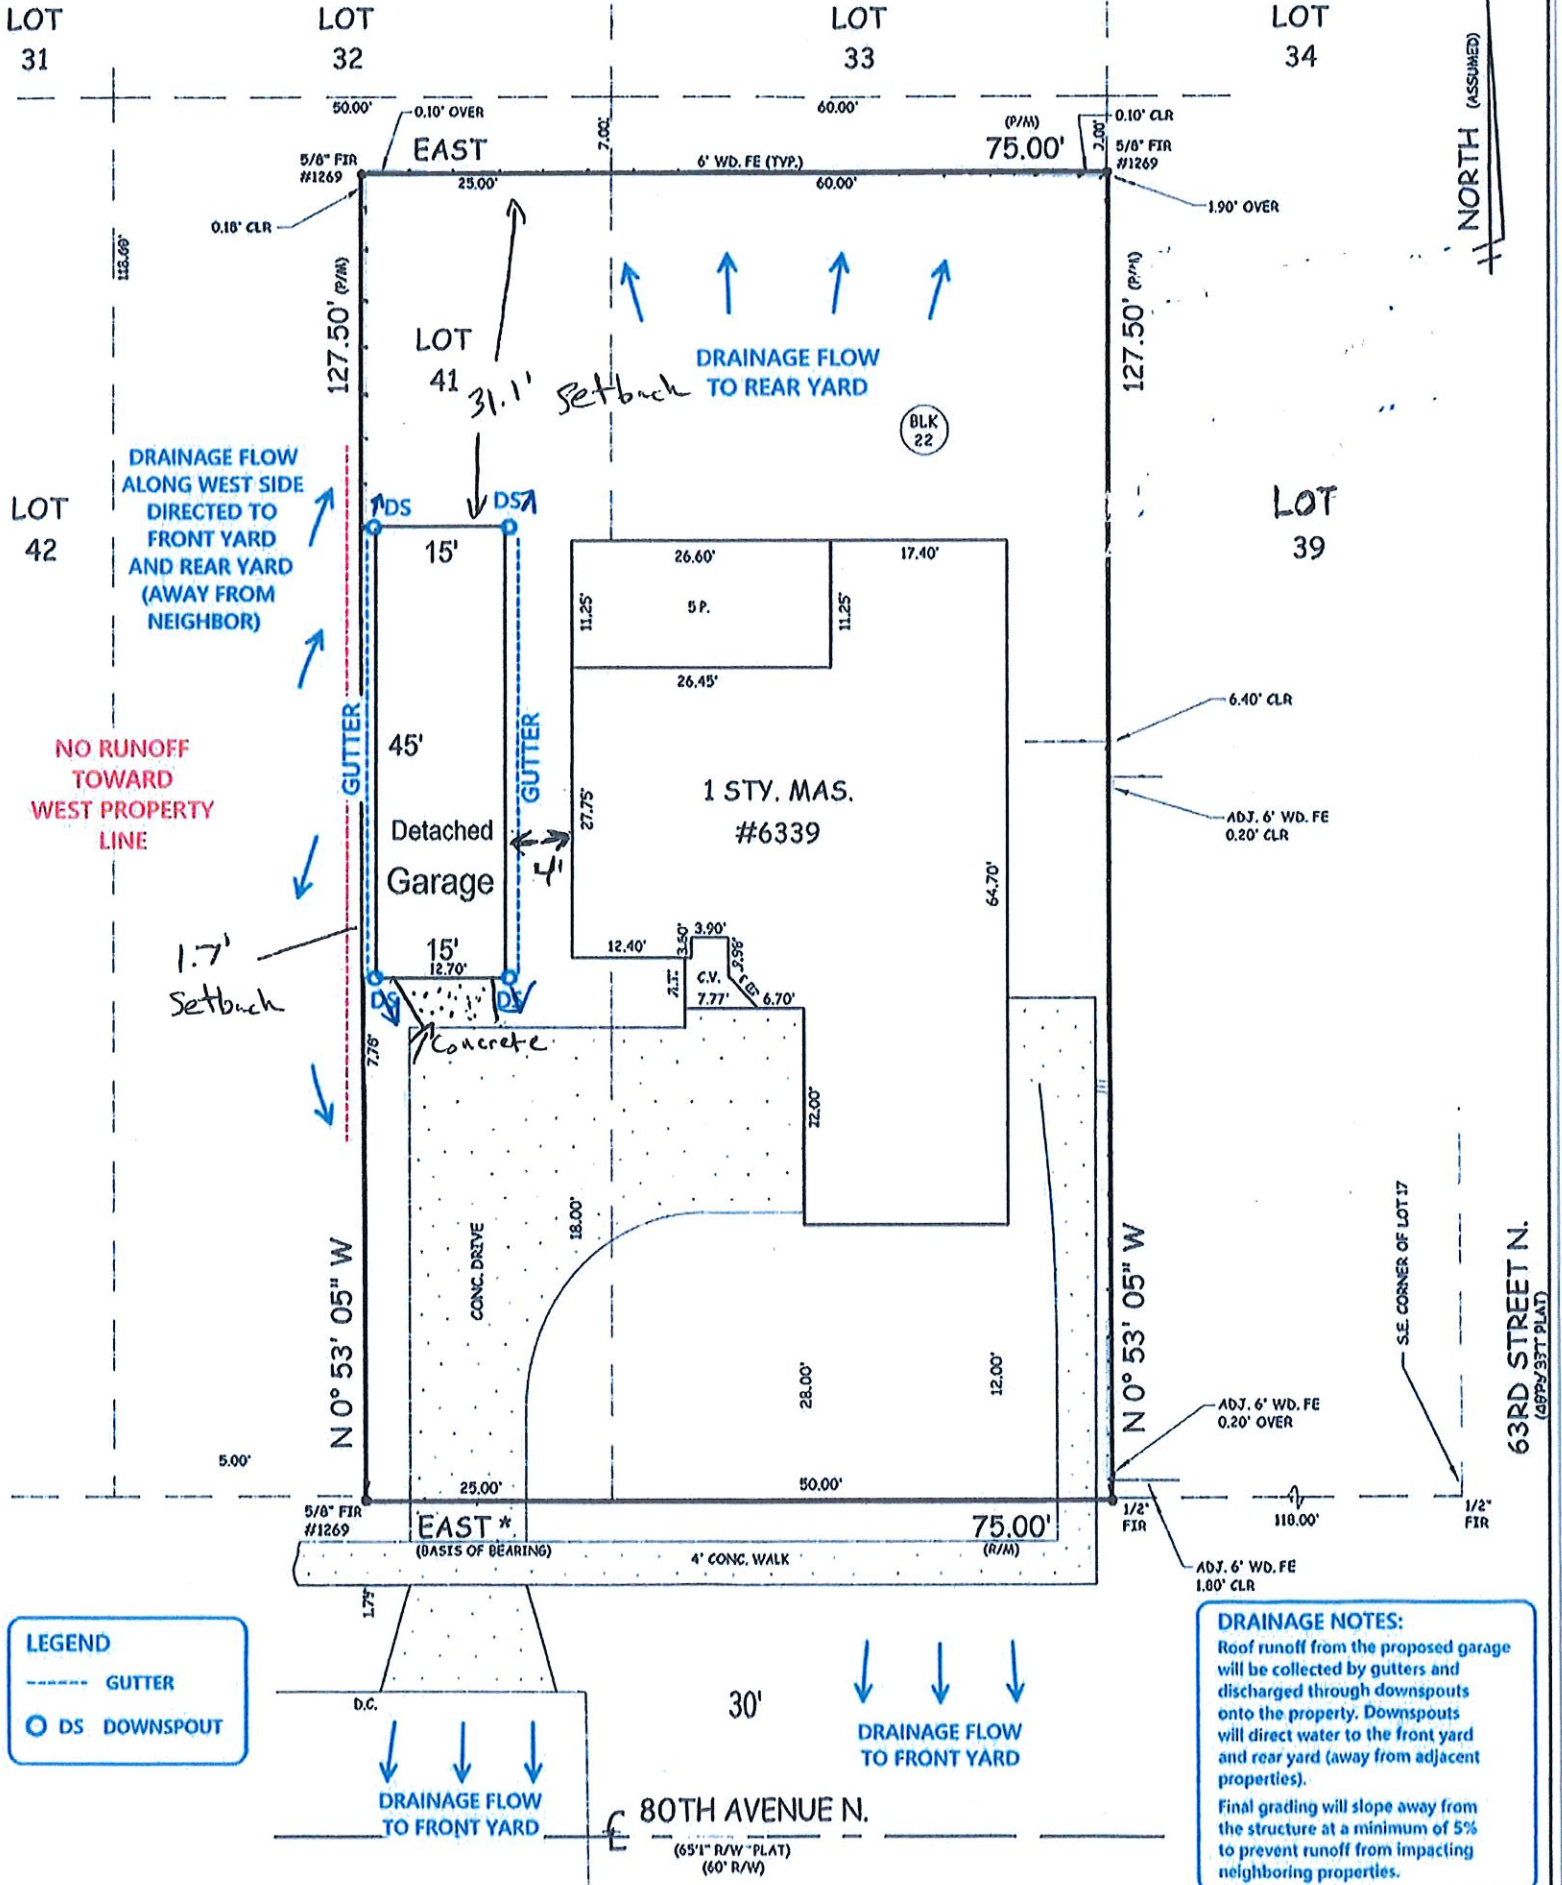 LOT
31
LOT
32
LOT
33
LOT
34
NORTH (ASSUMED)
50.00'
0.10' OVER
7.00'
60.00'
(P/M)
0.10' CLR
5/8" FIR
#1269
EAST
75.00'
5/8" FIR
#1269
6' WD. FE (TYP.)
25.00'
60.00'
0.18' CLR
1.90' OVER
127.50' (P/M)
127.50' (P/M)
LOT
41
31.1' Setback
DRAINAGE FLOW
TO REAR YARD
BLK
22
DRAINAGE FLOW
ALONG WEST SIDE
DIRECTED TO
FRONT YARD
AND REAR YARD
(AWAY FROM
NEIGHBOR)
LOT
42
LOT
39
DS
DS
15'
26.60'
17.40'
11.25'
5 P.
11.25'
26.45'
6.40' CLR
GUTTER
45'
GUTTER
NO RUNOFF
TOWARD
WEST PROPERTY
LINE
1 STY. MAS.
#6339
27.75'
ADJ. 6' WD. FE
0.20' CLR
Detached
Garage
4'
64.70'
1.7'
Setback
15'
12.70'
12.40'
3.90'
C.V.
7.77'
6.70'
DS
DS
Concrete
7.76'
22.00'
CONC. DRIVE
18.00'
N 0° 53' 05" W
N 0° 53' 05" W
S.E. CORNER OF LOT 17
63RD STREET N.
28.00'
12.00'
ADJ. 6' WD. FE
0.20' OVER
5.00'
25.00'
50.00'
5/8" FIR
#1269
EAST *
(BASIS OF BEARING)
75.00'
(R/M)
1/2"
FIR
118.00'
1/2"
FIR
4' CONC. WALK
ADJ. 6' WD. FE
1.80' CLR
1.79'
LEGEND
GUTTER
DS DOWNSPOUT
D.C.
30'
DRAINAGE FLOW
TO FRONT YARD
DRAINAGE FLOW
TO FRONT YARD
80TH AVENUE N.
(65'1" R/W "PLAT)
(60' R/W)
DRAINAGE NOTES:
Roof runoff from the proposed garage
will be collected by gutters and
discharged through downspouts
onto the property. Downspouts
will direct water to the front yard
and rear yard (away from adjacent
properties).
Final grading will slope away from
the structure at a minimum of 5%
to prevent runoff from impacting
neighboring properties.